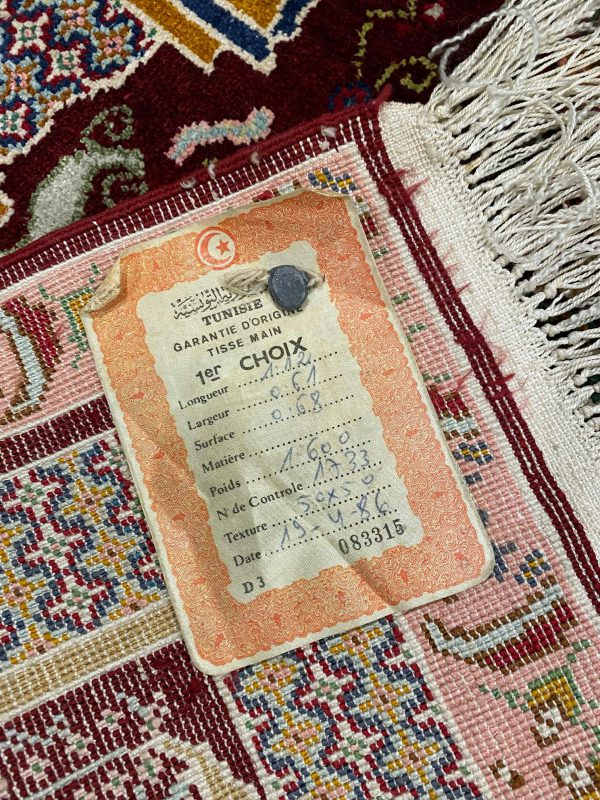 التونسية
TUNISIE
GARANTIE D'ORIGINE
TISSE MAIN
1er CHOIX
Longueur 1.12
Largeur 0.61
Surface 0.68
Matière
Poids 1.600
N de Controle 1733
Texture 50x50
Date 19-4-86
D3 083315